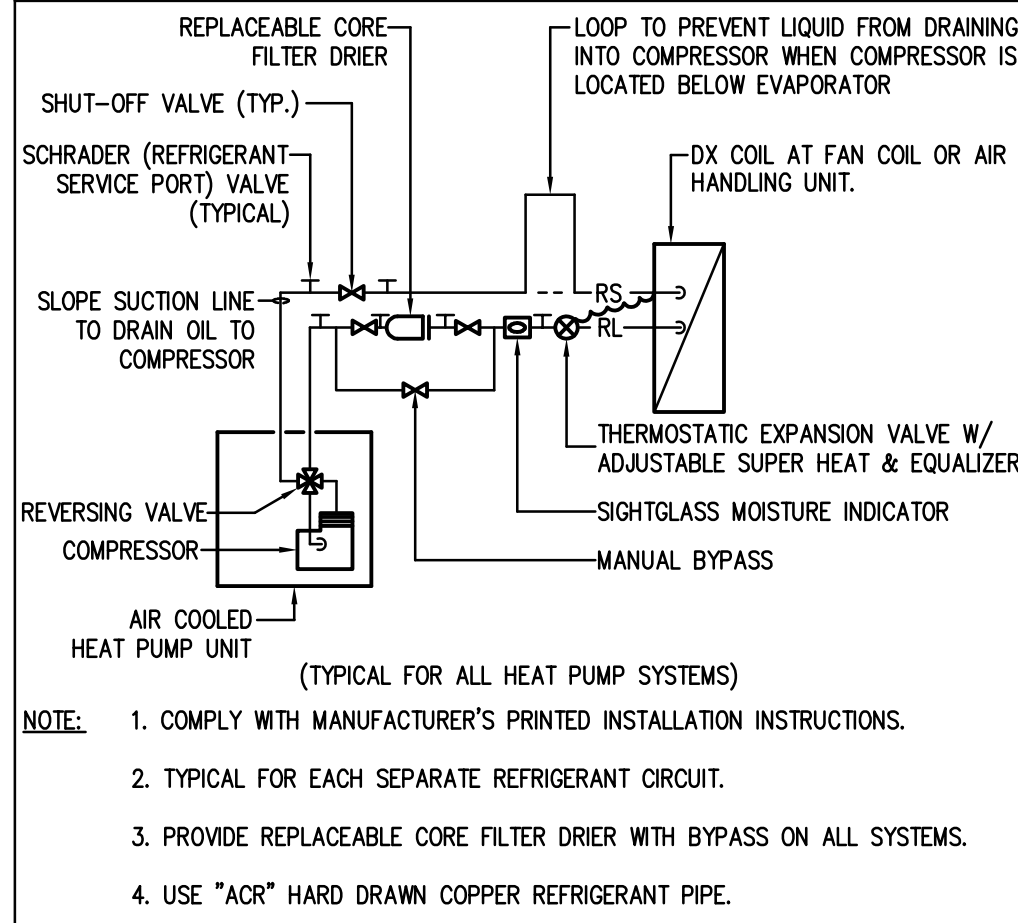 REPLACEABLE CORE
FILTER DRIER
LOOP TO PREVENT LIQUID FROM DRAINING
INTO COMPRESSOR WHEN COMPRESSOR IS
LOCATED BELOW EVAPORATOR
SHUT-OFF VALVE (TYP.)
SCHRADER (REFRIGERANT
SERVICE PORT) VALVE
(TYPICAL)
DX COIL AT FAN COIL OR AIR
HANDLING UNIT.
SLOPE SUCTION LINE
TO DRAIN OIL TO
COMPRESSOR
RS
RL
THERMOSTATIC EXPANSION VALVE W/
ADJUSTABLE SUPER HEAT & EQUALIZER
REVERSING VALVE
SIGHTGLASS MOISTURE INDICATOR
COMPRESSOR
MANUAL BYPASS
AIR COOLED
HEAT PUMP UNIT
(TYPICAL FOR ALL HEAT PUMP SYSTEMS)
NOTE: 1. COMPLY WITH MANUFACTURER'S PRINTED INSTALLATION INSTRUCTIONS.
2. TYPICAL FOR EACH SEPARATE REFRIGERANT CIRCUIT.
3. PROVIDE REPLACEABLE CORE FILTER DRIER WITH BYPASS ON ALL SYSTEMS.
4. USE "ACR" HARD DRAWN COPPER REFRIGERANT PIPE.